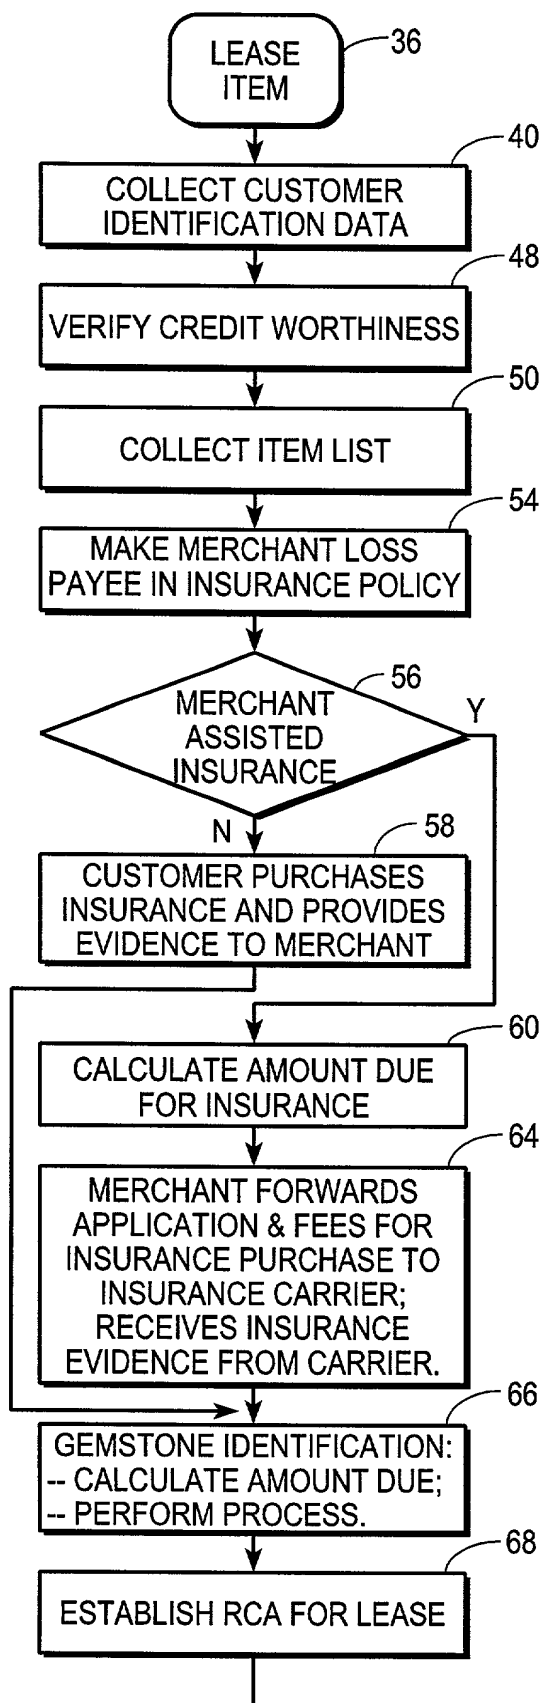 LEASE
ITEM
36
40
COLLECT CUSTOMER
IDENTIFICATION DATA
48
VERIFY CREDIT WORTHINESS
50
COLLECT ITEM LIST
54
MAKE MERCHANT LOSS
PAYEE IN INSURANCE POLICY
56
MERCHANT
ASSISTED
INSURANCE
Y
N
58
CUSTOMER PURCHASES
INSURANCE AND PROVIDES
EVIDENCE TO MERCHANT
60
CALCULATE AMOUNT DUE
FOR INSURANCE
64
MERCHANT FORWARDS
APPLICATION & FEES FOR
INSURANCE PURCHASE TO
INSURANCE CARRIER;
RECEIVES INSURANCE
EVIDENCE FROM CARRIER.
66
GEMSTONE IDENTIFICATION:
-- CALCULATE AMOUNT DUE;
-- PERFORM PROCESS.
68
ESTABLISH RCA FOR LEASE